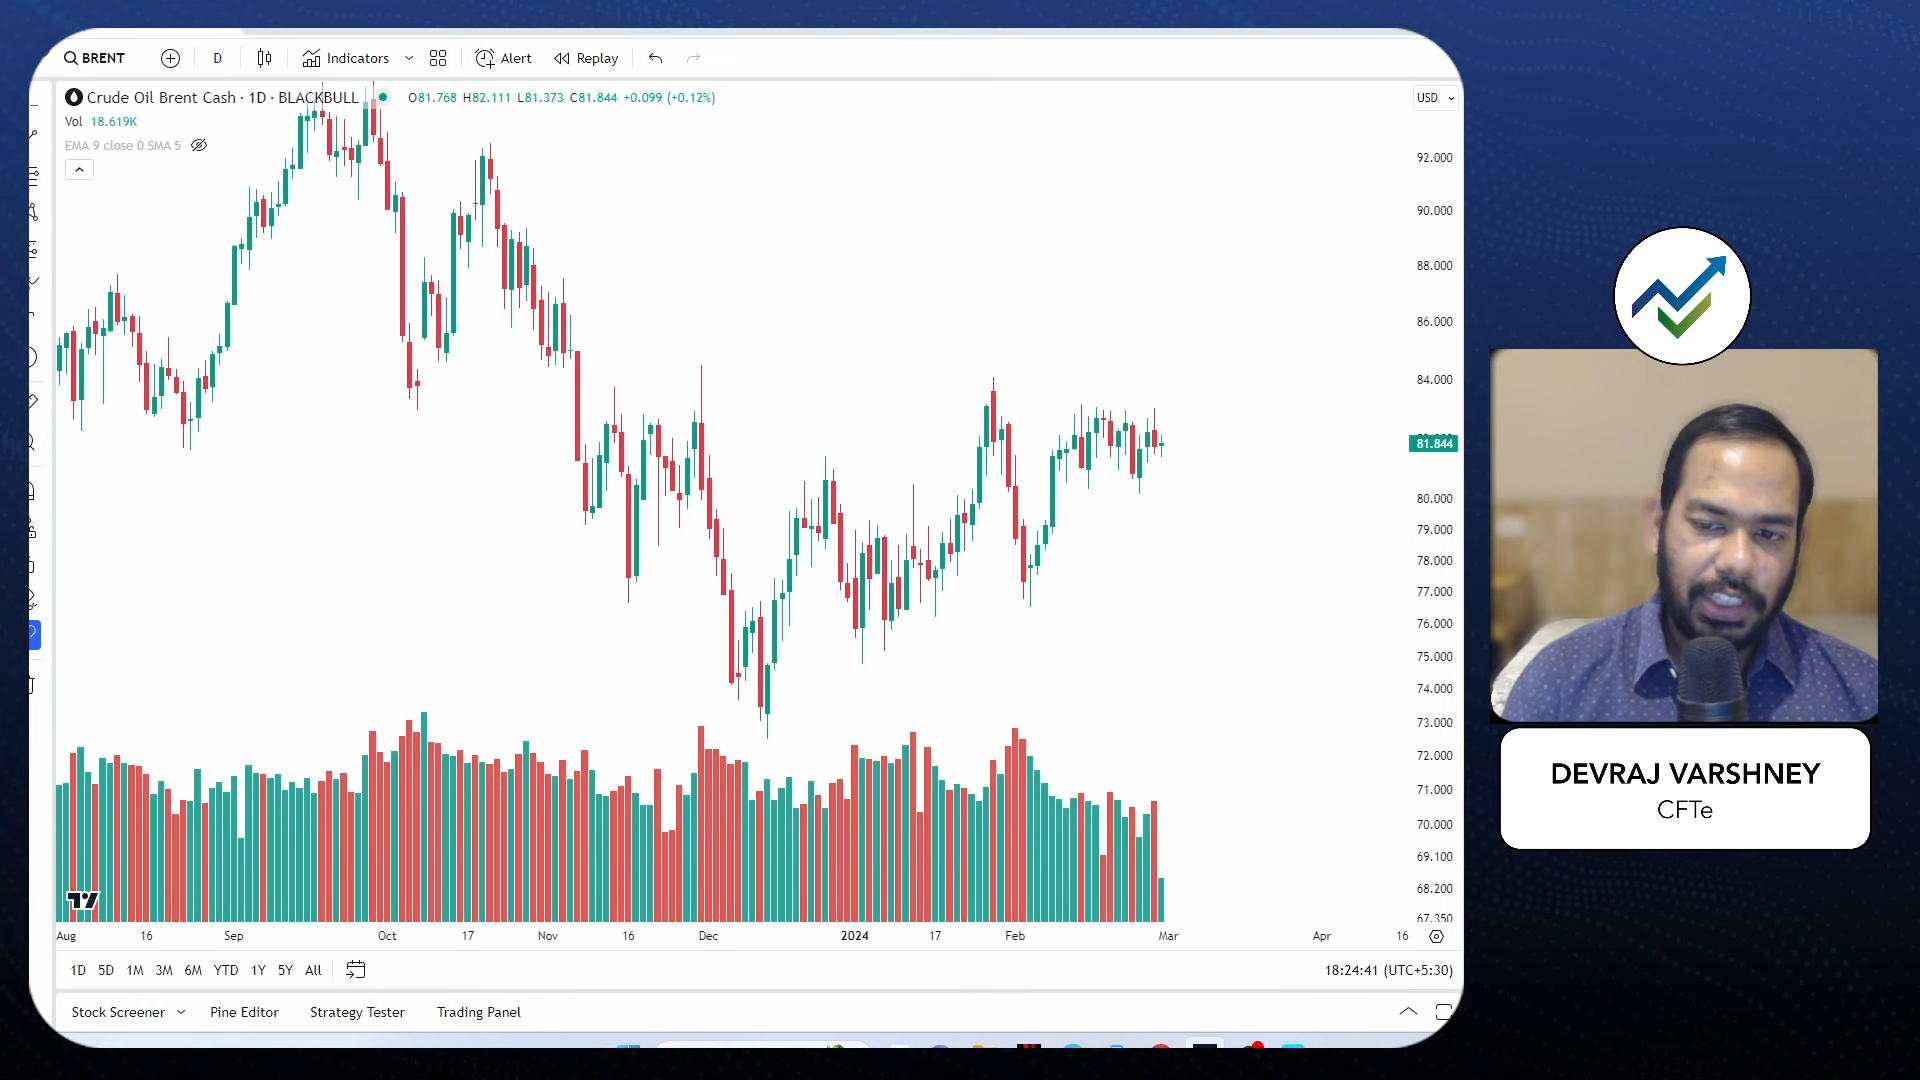 BRENT
D
Indicators
Alert
Replay
Crude Oil Brent Cash · 1D · BLACKBULL
O81.768 H82.111 L81.373 C81.844 +0.099 (+0.12%)
USD
Vol 18.619K
EMA 9 close 0 SMA 5
92.000
90.000
88.000
86.000
84.000
81.844
80.000
79.000
78.000
77.000
76.000
75.000
74.000
73.000
72.000
71.000
70.000
69.100
68.200
67.350
Aug 16 Sep Oct 17 Nov 16 Dec 2024 17 Feb Mar Apr 16
1D 5D 1M 3M 6M YTD 1Y 5Y All
18:24:41 (UTC+5:30)
Stock Screener
Pine Editor
Strategy Tester
Trading Panel
DEVRAJ VARSHNEY
CFTe